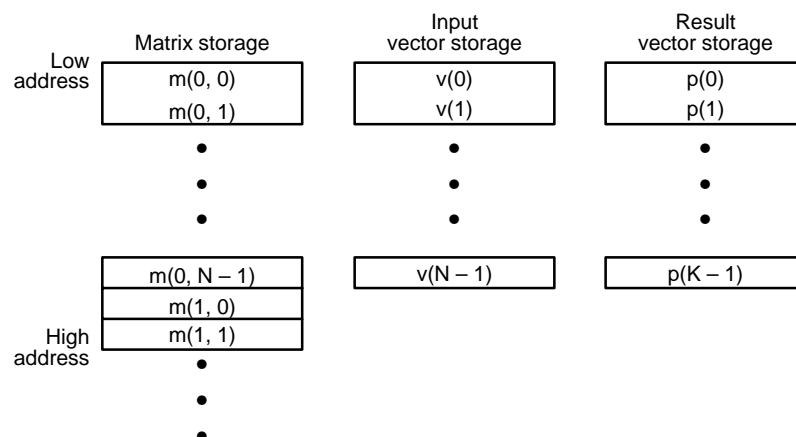 Low
address
Matrix storage
m(0, 0)
m(0, 1)
m(0, N – 1)
m(1, 0)
m(1, 1)
High
address
Input
vector storage
v(0)
v(1)
v(N – 1)
Result
vector storage
p(0)
p(1)
p(K – 1)